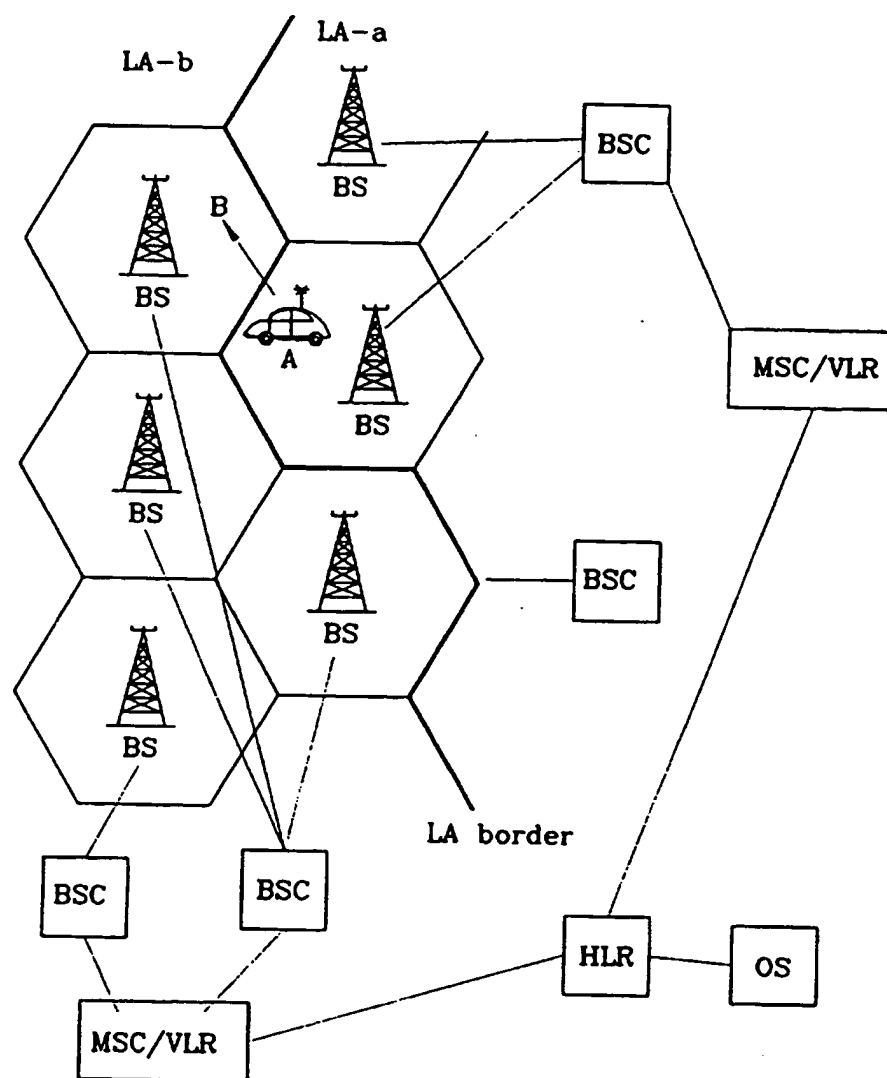 LA-a
LA-b
BS
BSC
B
BS
A
BS
MSC/VLR
BS
BSC
BS
BS
LA border
BSC
BSC
HLR
OS
MSC/VLR